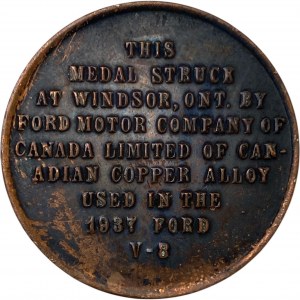 THIS
MEDAL STRUCK
AT WINDSOR, ONT. BY
FORD MOTOR COMPANY OF
CANADA LIMITED OF CAN-
ADIAN COPPER ALLOY
USED IN THE
1937 FORD
V-8